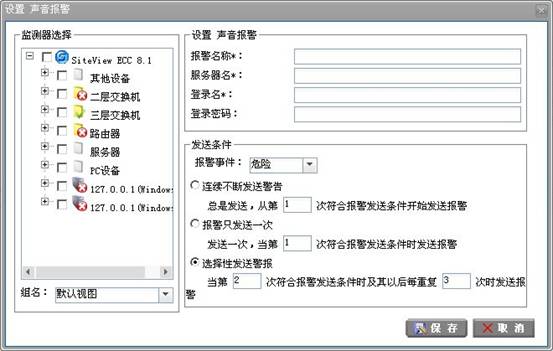 设置 声音报警
监测器选择
SiteView ECC 8.1
其他设备
二层交换机
三层交换机
路由器
服务器
PC设备
127.0.0.1(Window
127.0.0.1(Window
组名: 默认视图
设置 声音报警
报警名称*:
服务器名*:
登录名*:
登录密码:
发送条件
报警事件: 危险
连续不断发送警告
总是发送,从第 1 次符合报警发送条件开始发送报警
报警只发送一次
发送一次,当第 1 次符合报警发送条件时发送报警
选择性发送警报
当第 2 次符合报警发送条件时及其以后每重复 3 次时发送报
警
保存 取消